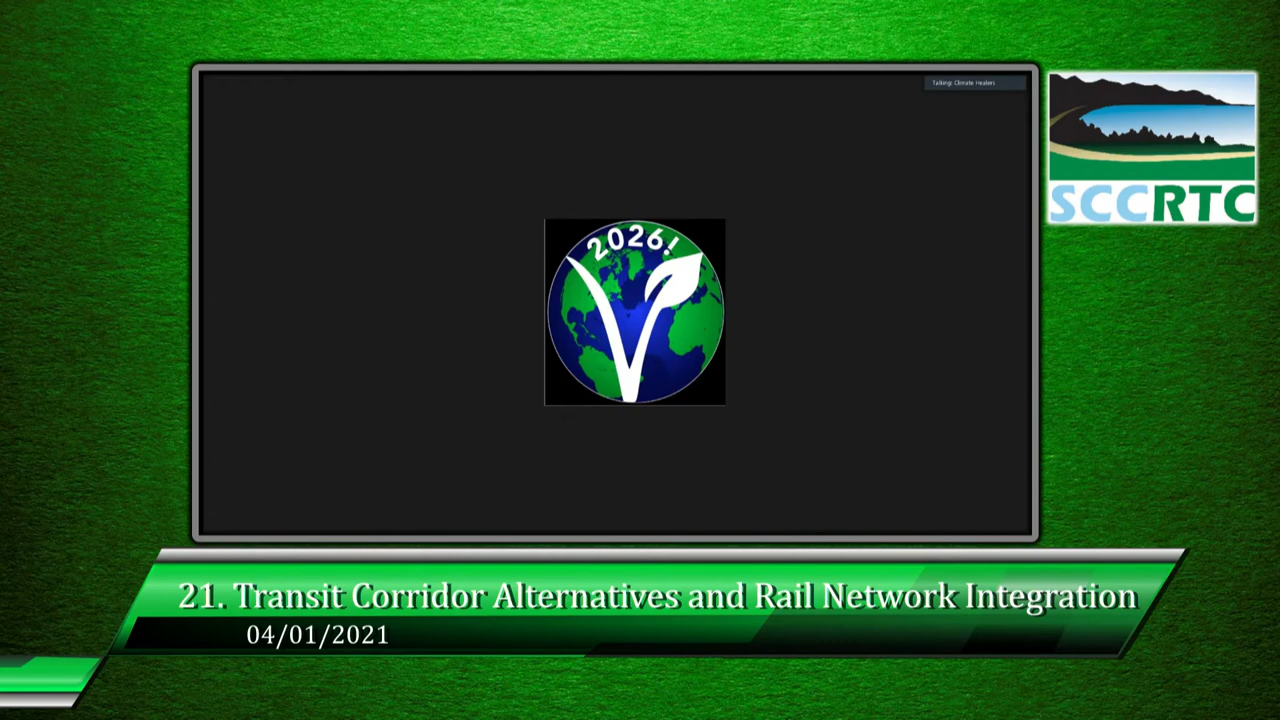 Talking: Climate Healers
2026!
SCCRTC
21. Transit Corridor Alternatives and Rail Network Integration
04/01/2021